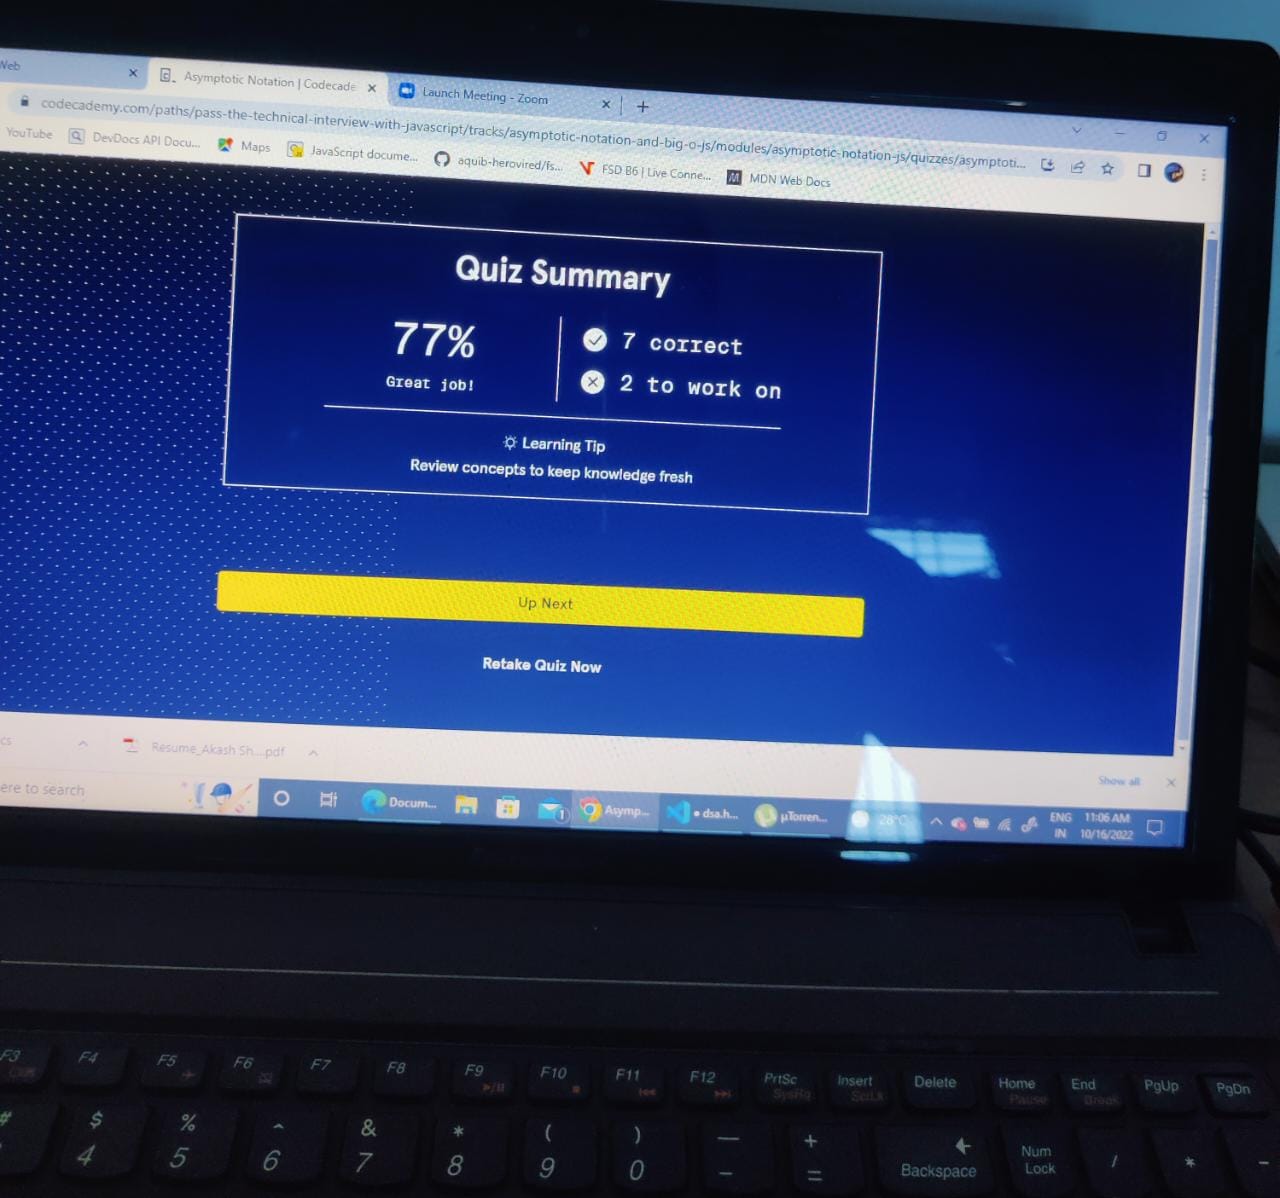 Web
Asymptotic Notation | Codecade
Launch Meeting - Zoom
codecademy.com/paths/pass-the-technical-interview-with-javascript/tracks/asymptotic-notation-and-big-o-js/modules/asymptotic-notation-js/quizzes/asymptoti...
YouTube DevDocs API Docu... Maps JavaScript docume... aquib-herovired/fs... FSD B6 | Live Conne... MDN Web Docs
Quiz Summary
77%
Great job!
7 correct
2 to work on
Learning Tip
Review concepts to keep knowledge fresh
Up Next
Retake Quiz Now
cs
Resume_Akash Sh....pdf
Show all
ere to search
Docum...
1
Asymp...
dsa.h...
µTorren...
28°C
ENG
IN
11:06 AM
10/16/2022
F3 F4 F5 F6 F7 F8 F9 F10 F11 F12 PrtSc SysRq Insert ScrLk Delete Home Pause End Break PgUp PgDn
# $ 4 % 5 ^ 6 & 7 * 8 ( 9 ) 0 — - + = Backspace Num Lock / * -